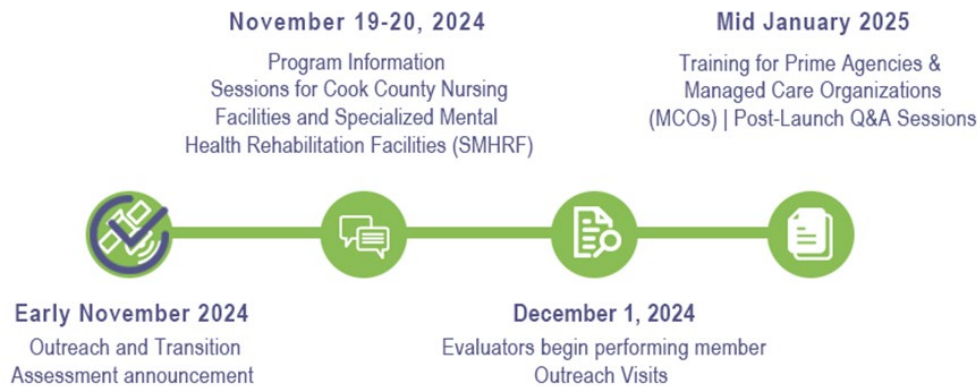 November 19-20, 2024
Program Information
Sessions for Cook County Nursing
Facilities and Specialized Mental
Health Rehabilitation Facilities (SMHRF)
Mid January 2025
Training for Prime Agencies &
Managed Care Organizations
(MCOs) | Post-Launch Q&A Sessions
Early November 2024
Outreach and Transition
Assessment announcement
December 1, 2024
Evaluators begin performing member
Outreach Visits